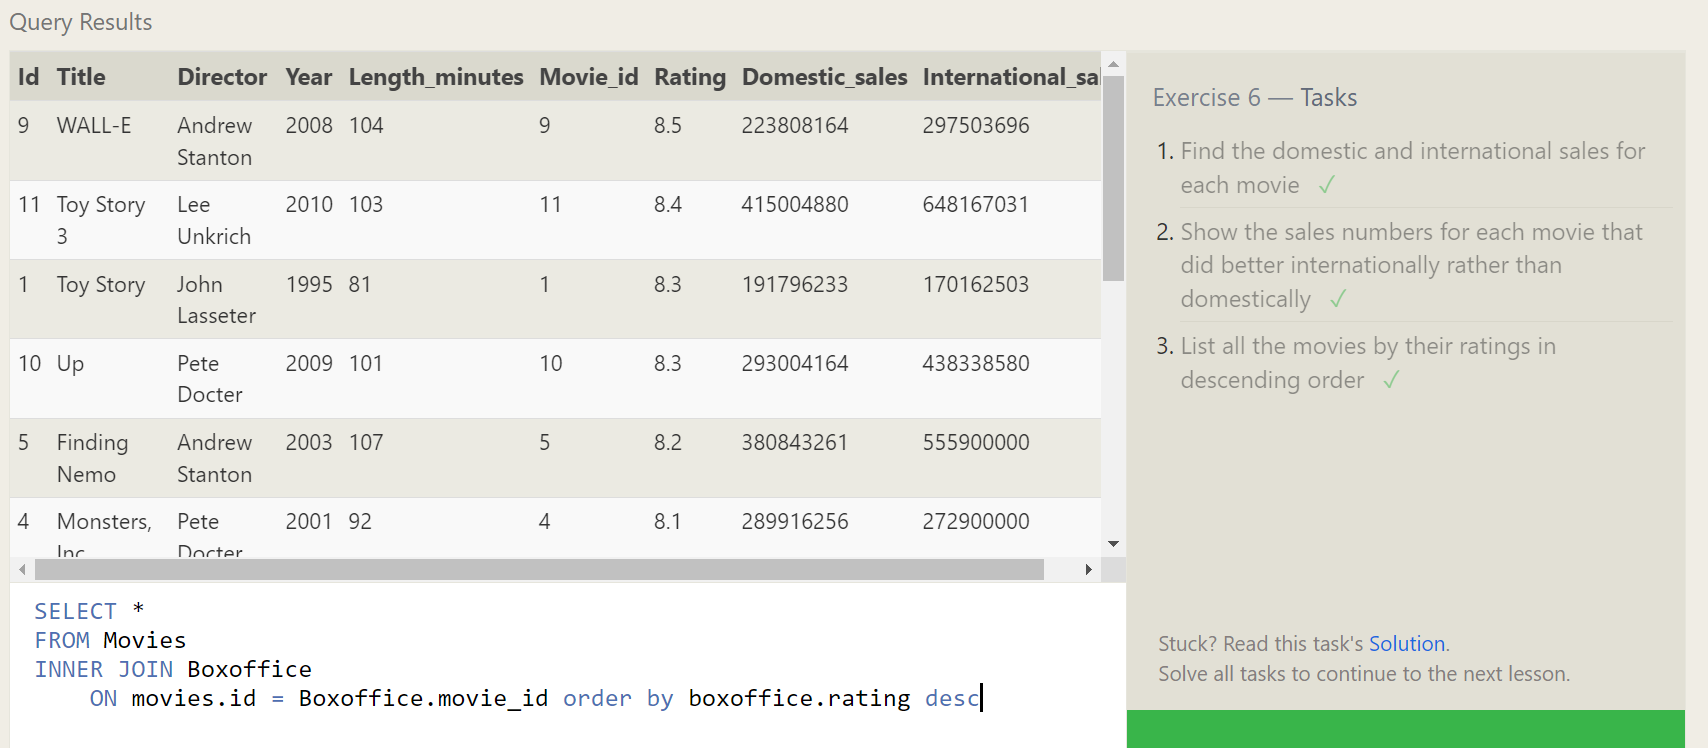 Query Results
Id Title Director Year Length_minutes Movie_id Rating Domestic_sales International_sa
9 WALL-E Andrew 2008 104 9 8.5 223808164 297503696
Stanton
11 Toy Story Lee 2010 103 11 8.4 415004880 648167031
3 Unkrich
1 Toy Story John 1995 81 1 8.3 191796233 170162503
Lasseter
10 Up Pete 2009 101 10 8.3 293004164 438338580
Docter
5 Finding Andrew 2003 107 5 8.2 380843261 555900000
Nemo Stanton
4 Monsters, Pete 2001 92 4 8.1 289916256 272900000
Inc Docter
SELECT *
FROM Movies
INNER JOIN Boxoffice
ON movies.id = Boxoffice.movie_id order by boxoffice.rating desc
Exercise 6 — Tasks
1. Find the domestic and international sales for
each movie ✓
2. Show the sales numbers for each movie that
did better internationally rather than
domestically ✓
3. List all the movies by their ratings in
descending order ✓
Stuck? Read this task's Solution.
Solve all tasks to continue to the next lesson.